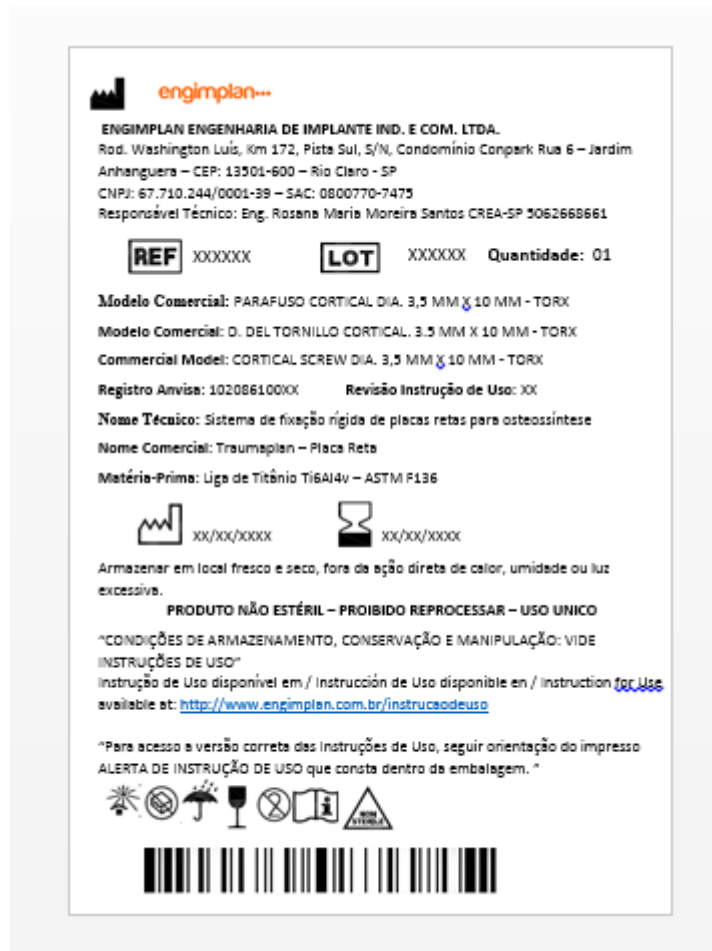 engimplan
ENGIMPLAN ENGENHARIA DE IMPLANTE IND. E COM. LTDA.
Rod. Washington Luís, Km 172, Pista Sul, S/N, Condomínio Conpark Rua 6 – Jardim
Anhanguera – CEP: 13501-600 – Rio Claro - SP
CNPJ: 67.710.244/0001-39 – SAC: 0800770-7475
Responsável Técnico: Eng. Rosana Maria Moreira Santos CREA-SP 5062668661
REF XXXXXX LOT XXXXXX Quantidade: 01
Modelo Comercial: PARAFUSO CORTICAL DIA. 3,5 MM X 10 MM - TORX
Modelo Comercial: D. DEL TORNILLO CORTICAL. 3.5 MM X 10 MM - TORX
Commercial Model: CORTICAL SCREW DIA. 3,5 MM X 10 MM - TORX
Registro Anvisa: 102086100XX Revisão Instrução de Uso: XX
Nome Técnico: Sistema de fixação rígida de placas retas para osteossíntese
Nome Comercial: Traumaplan – Placa Reta
Matéria-Prima: Liga de Titânio Ti6Al4v – ASTM F136
xx/xx/xxxx xx/xx/xxxx
Armazenar em local fresco e seco, fora da ação direta de calor, umidade ou luz
excessiva.
PRODUTO NÃO ESTÉRIL – PROIBIDO REPROCESSAR – USO UNICO
"CONDIÇÕES DE ARMAZENAMENTO, CONSERVAÇÃO E MANIPULAÇÃO: VIDE
INSTRUÇÕES DE USO"
Instrução de Uso disponível em / Instrucción de Uso disponible en / Instruction for Use
available at: http://www.engimplan.com.br/instrucaodeuso
"Para acesso a versão correta das Instruções de Uso, seguir orientação do impresso
ALERTA DE INSTRUÇÃO DE USO que consta dentro da embalagem. "
NON
STERILE